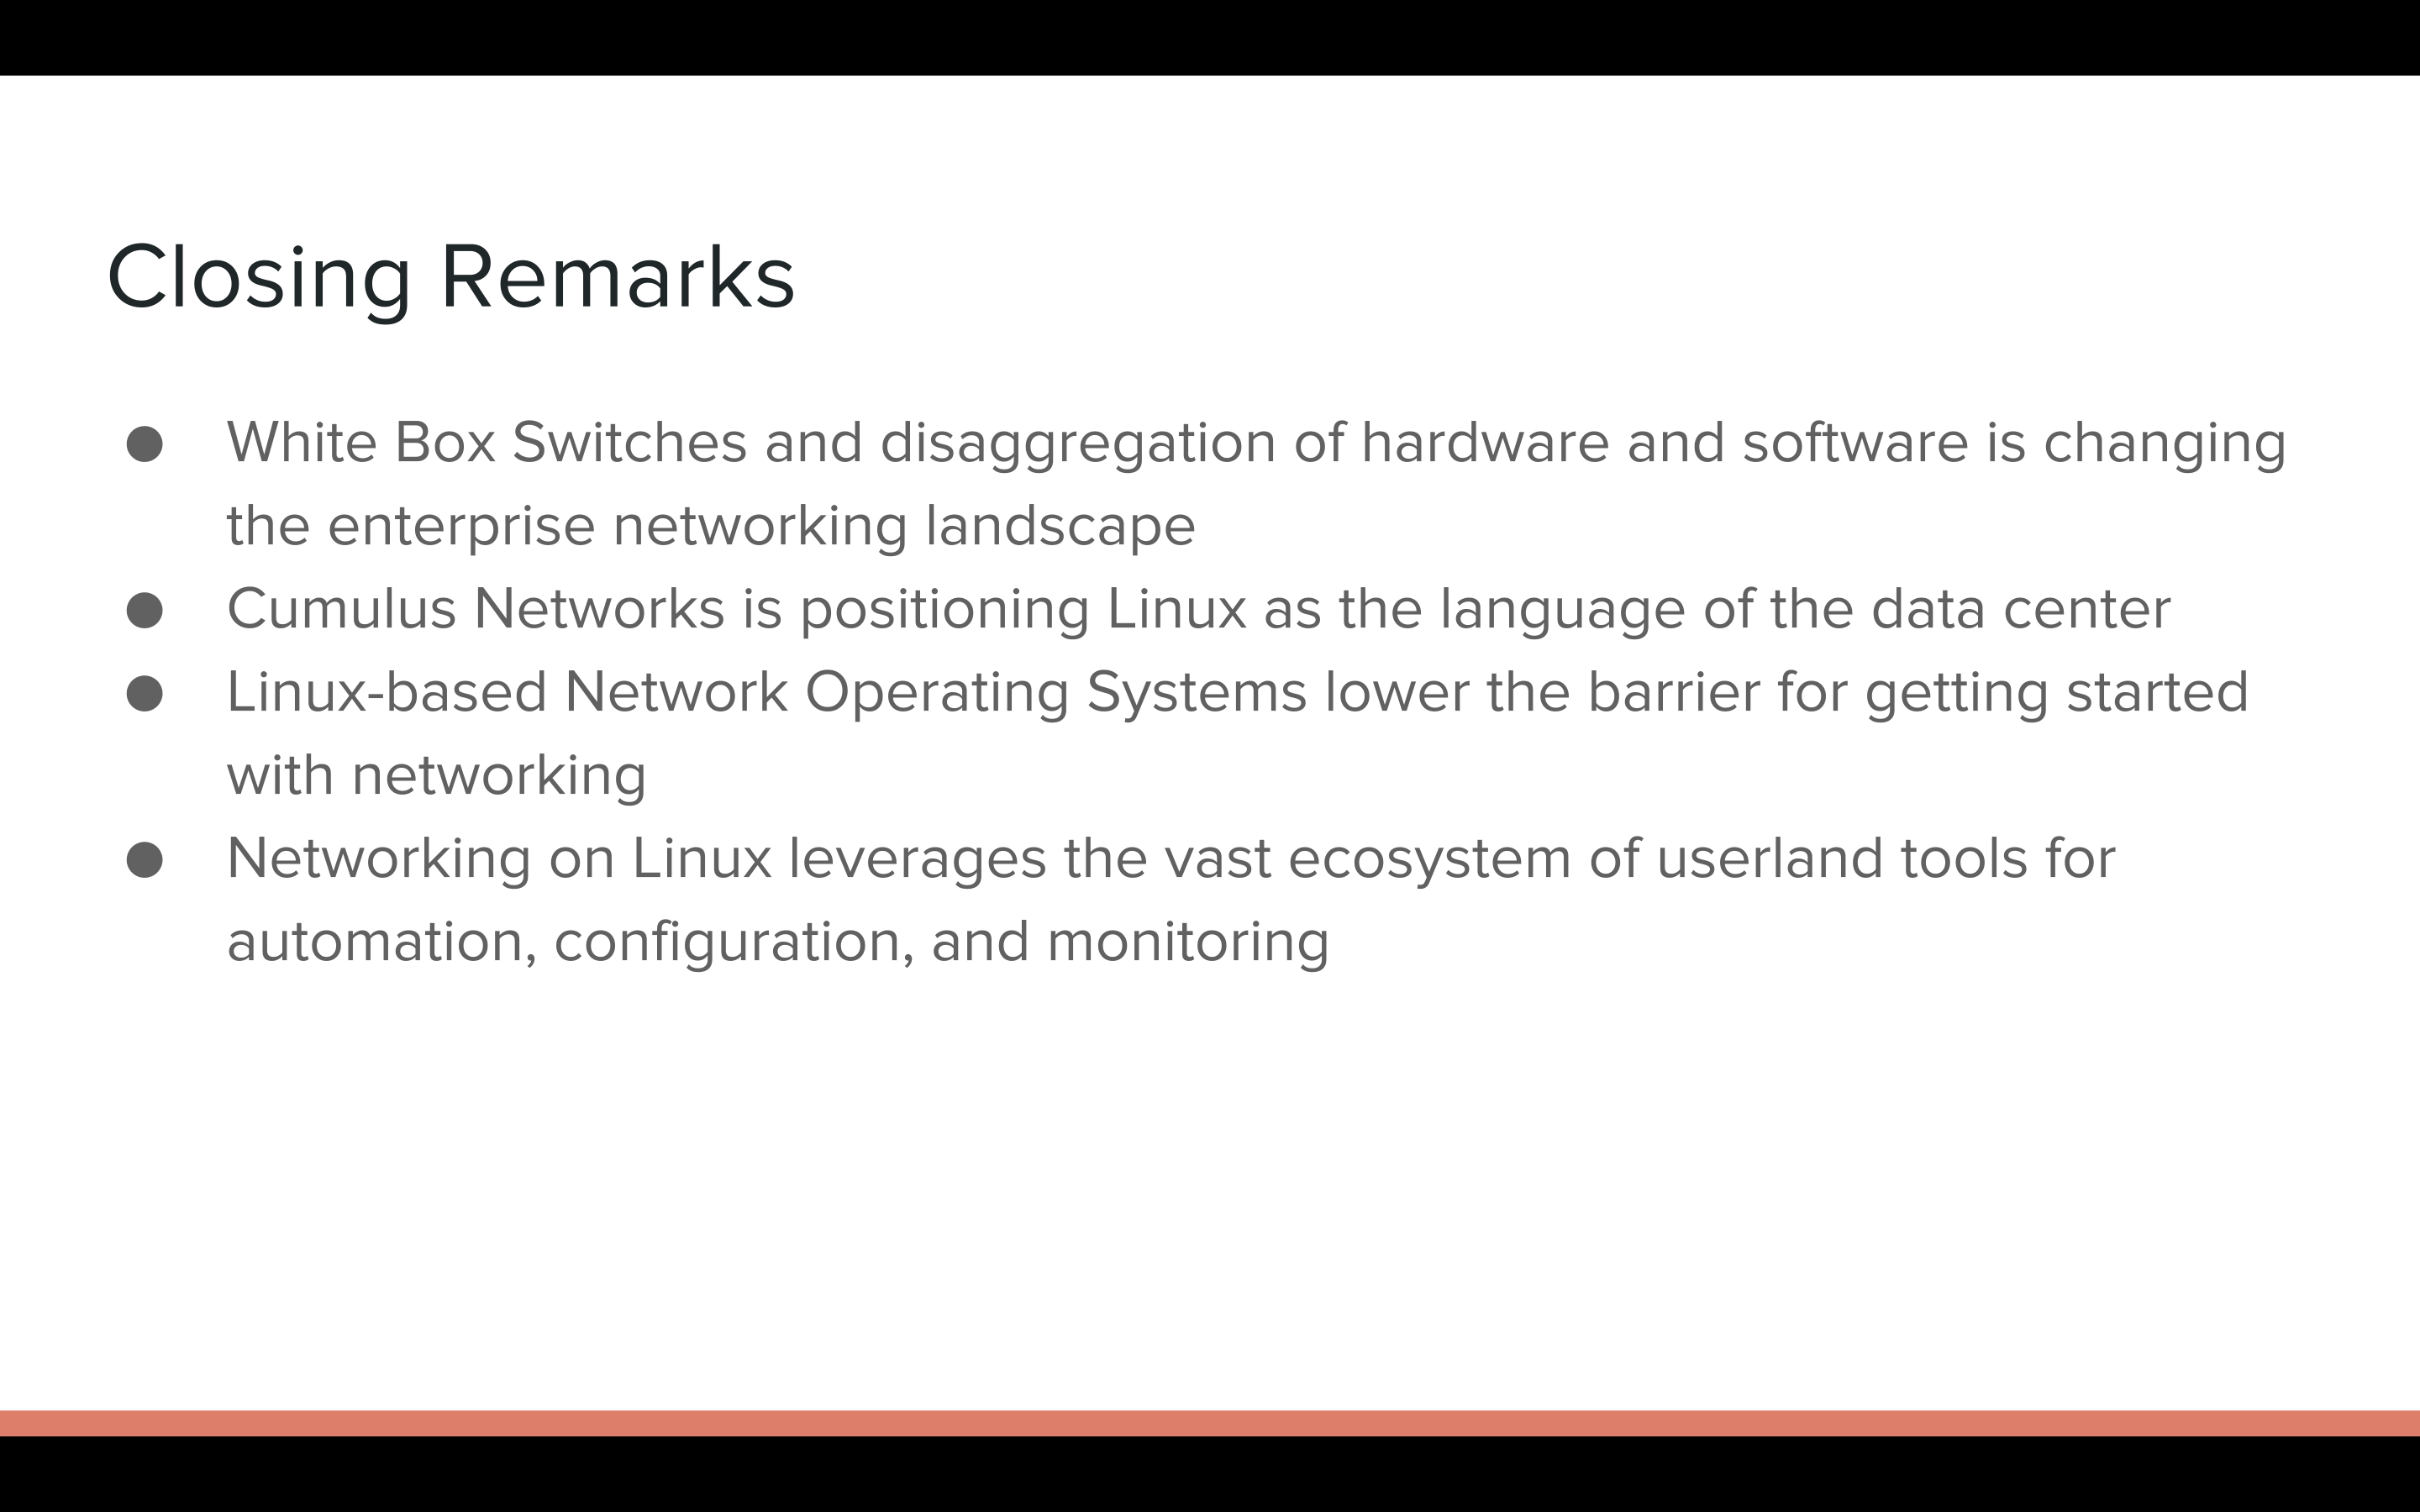 Closing Remarks
● White Box Switches and disaggregation of hardware and software is changing
the enterprise networking landscape
● Cumulus Networks is positioning Linux as the language of the data center
● Linux-based Network Operating Systems lower the barrier for getting started
with networking
● Networking on Linux leverages the vast ecosystem of userland tools for
automation, configuration, and monitoring